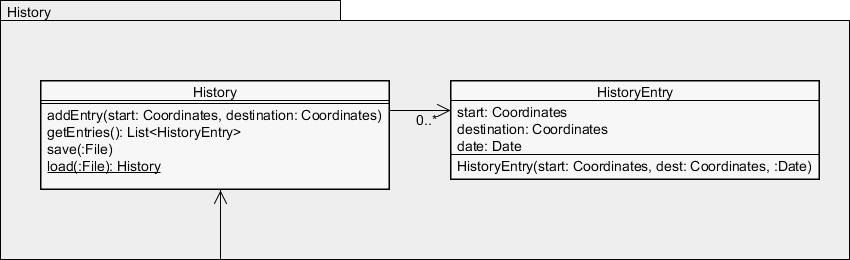 History
History
addEntry(start: Coordinates, destination: Coordinates)
getEntries(): List<HistoryEntry>
save(:File)
load(:File): History
0..*
HistoryEntry
start: Coordinates
destination: Coordinates
date: Date
HistoryEntry(start: Coordinates, dest: Coordinates, :Date)